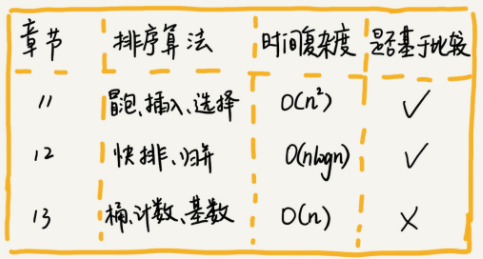 章节 排序算法 时间复杂度 是否基于比较
11 冒泡、插入、选择 O(n²) ✓
12 快排、归并 O(nlogn) ✓
13 桶、计数、基数 O(n) ×